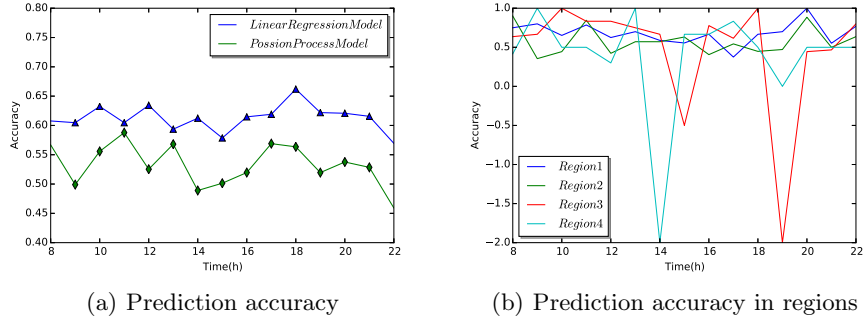 0.80
0.75
0.70
0.65
0.60
0.55
0.50
0.45
0.40
Accuracy
LinearRegressionModel
PossionProcessModel
8 10 12 14 16 18 20 22
Time(h)
(a) Prediction accuracy
1.0
0.5
0.0
0.5
1.0
1.5
2.0
Accuracy
Region1
Region2
Region3
Region4
8 10 12 14 16 18 20 22
Time(h)
(b) Prediction accuracy in regions